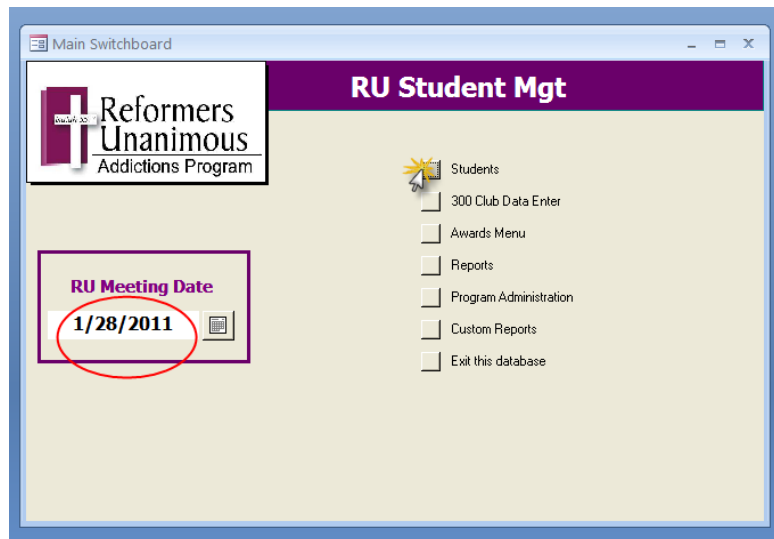 Main Switchboard
RU Student Mgt
Reformers
Unanimous
Addictions Program
Students
300 Club Data Enter
Awards Menu
Reports
Program Administration
Custom Reports
Exit this database
RU Meeting Date
1/28/2011